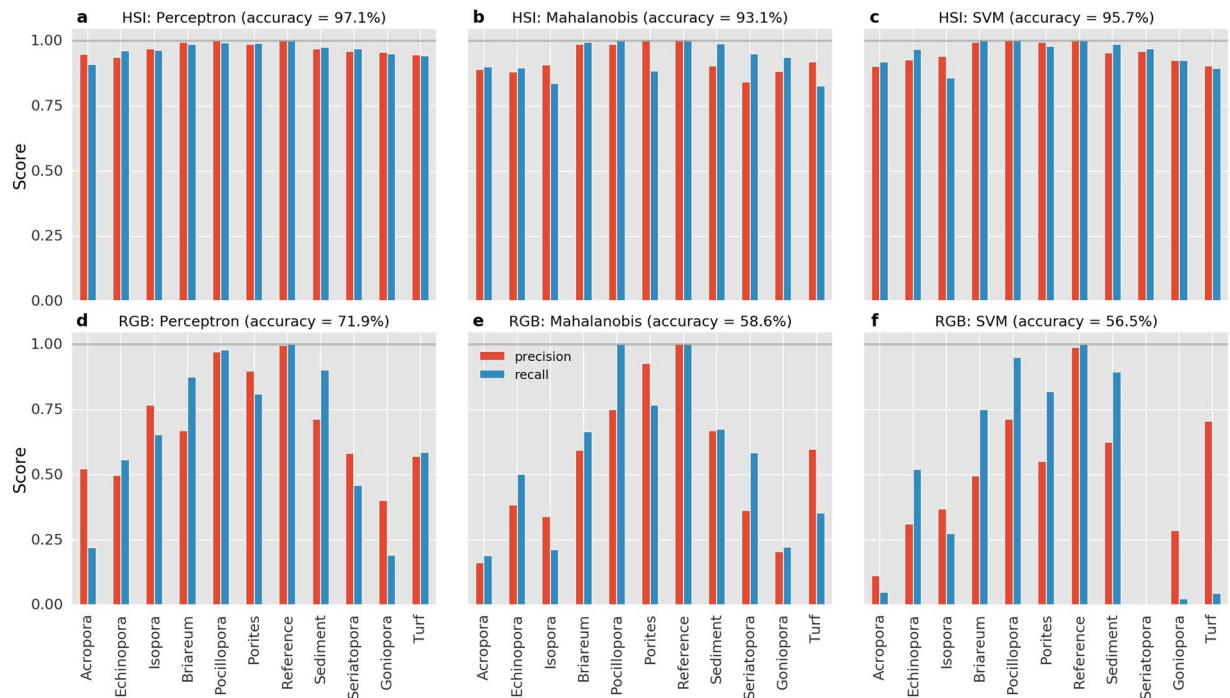 a HSI: Perceptron (accuracy = 97.1%)
b HSI: Mahalanobis (accuracy = 93.1%)
c HSI: SVM (accuracy = 95.7%)
Score
1.00
0.75
0.50
0.25
0.00
d RGB: Perceptron (accuracy = 71.9%)
e RGB: Mahalanobis (accuracy = 58.6%)
f RGB: SVM (accuracy = 56.5%)
Score
1.00
0.75
0.50
0.25
0.00
precision
recall
Acropora
Echinopora
Isopora
Briareum
Pocillopora
Porites
Reference
Sediment
Seriatopora
Goniopora
Turf
Acropora
Echinopora
Isopora
Briareum
Pocillopora
Porites
Reference
Sediment
Seriatopora
Goniopora
Turf
Acropora
Echinopora
Isopora
Briareum
Pocillopora
Porites
Reference
Sediment
Seriatopora
Goniopora
Turf